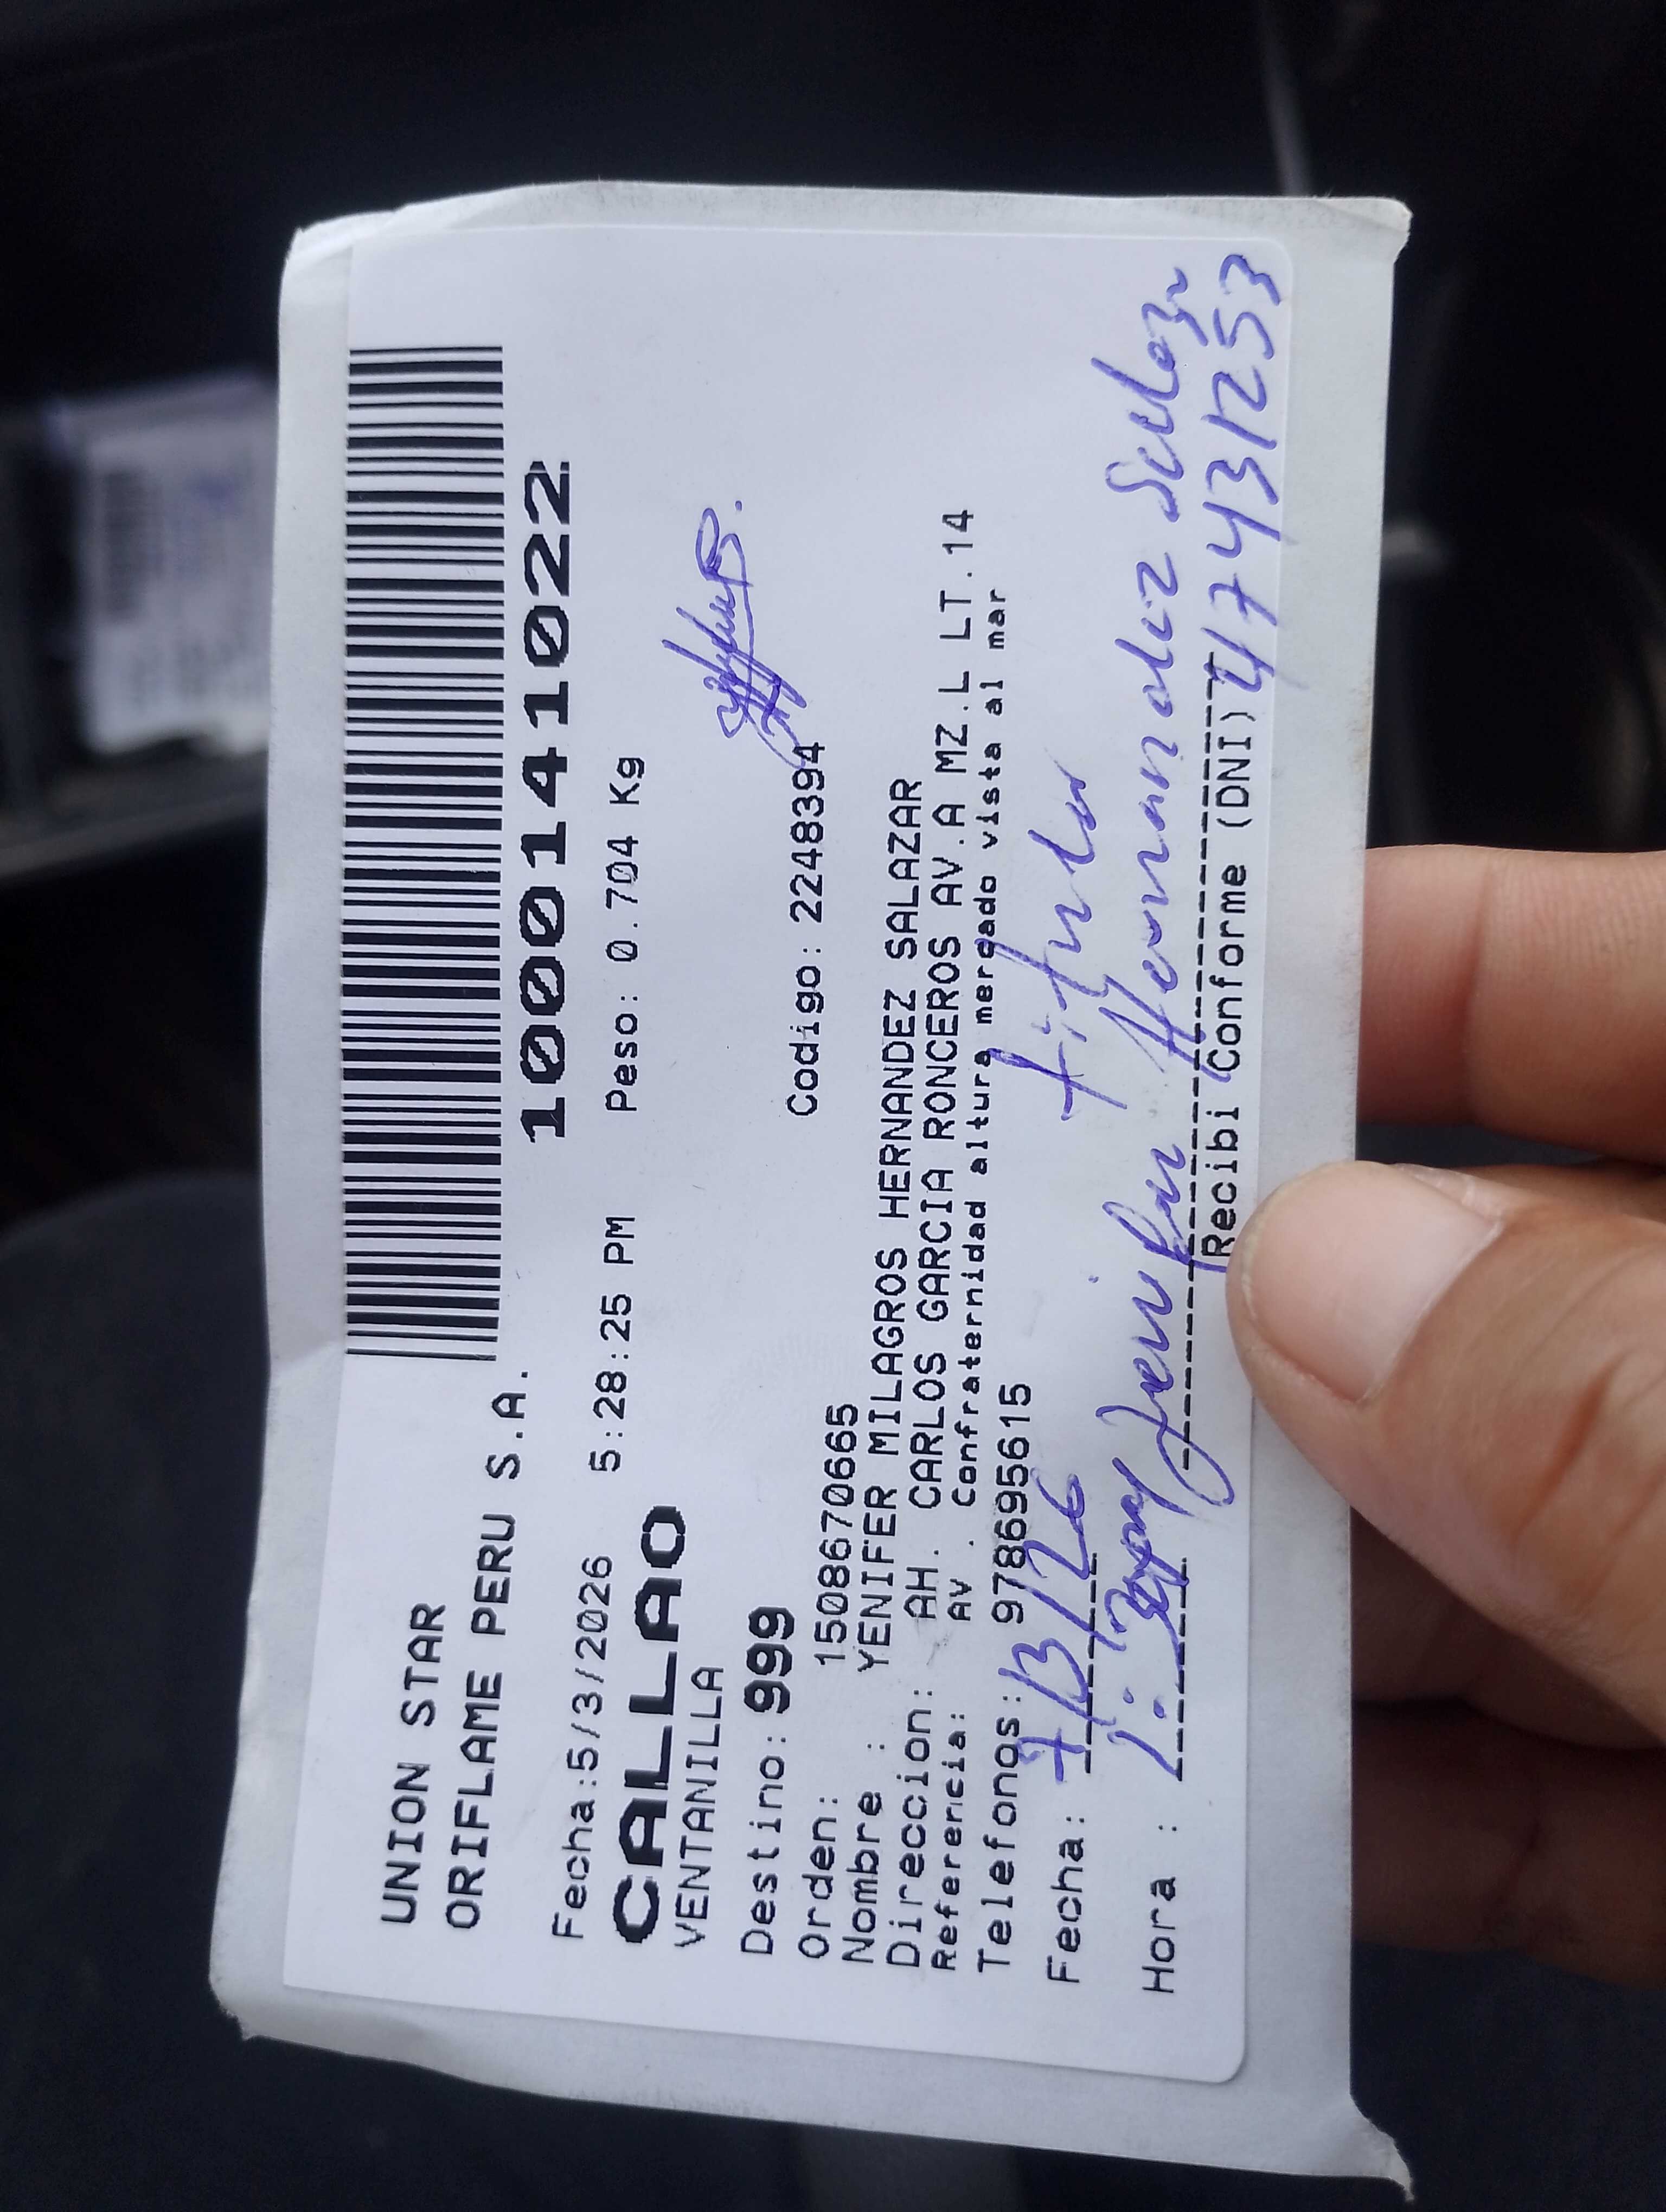 UNION STAR
ORIFLAME PERU S.A.
1000141022
Fecha:5/3/2026 5:28:25 PM Peso: 0.704 Kg
CALLAO
VENTANILLA
Destino: 999
Codigo: 2248394
Orden: 1508670665
Nombre : YENIFER MILAGROS HERNANDEZ SALAZAR
Direccion: AH. CARLOS GARCIA RONCEROS AV.A MZ.L LT.14
Referencia: AV . Confraternidad altura mercado vista al mar
Telefonos: 978695615
Fecha: 7/3/26 titular
Hora : Hernandez
Recibi Conforme (DNI) 47431253